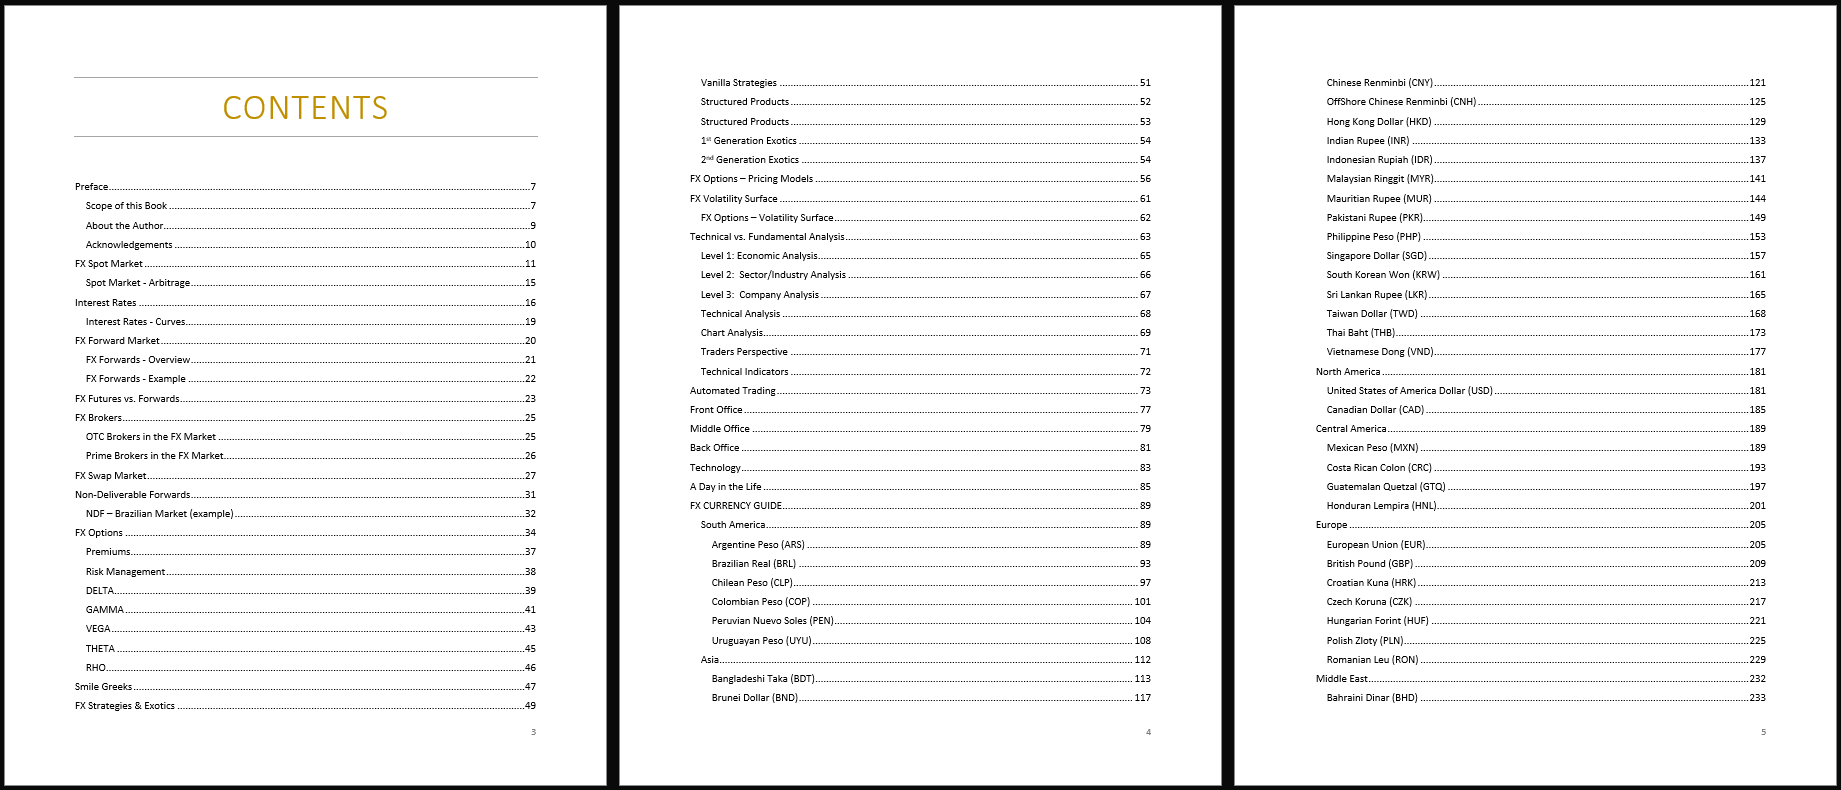 CONTENTS
Preface 7
Scope of this Book 7
About the Author 9
Acknowledgements 10
FX Spot Market 11
Spot Market - Arbitrage 15
Interest Rates 16
Interest Rates - Curves 19
FX Forward Market 20
FX Forwards - Overview 21
FX Forwards - Example 22
FX Futures vs. Forwards 23
FX Brokers 25
OTC Brokers in the FX Market 25
Prime Brokers in the FX Market 26
FX Swap Market 27
Non-Deliverable Forwards 31
NDF – Brazilian Market (example) 32
FX Options 34
Premiums 37
Risk Management 38
DELTA 39
GAMMA 41
VEGA 43
THETA 45
RHO 46
Smile Greeks 47
FX Strategies & Exotics 49
3
Vanilla Strategies 51
Structured Products 52
Structured Products 53
1st Generation Exotics 54
2nd Generation Exotics 54
FX Options – Pricing Models 56
FX Volatility Surface 61
FX Options – Volatility Surface 62
Technical vs. Fundamental Analysis 63
Level 1: Economic Analysis 65
Level 2: Sector/Industry Analysis 66
Level 3: Company Analysis 67
Technical Analysis 68
Chart Analysis 69
Traders Perspective 71
Technical Indicators 72
Automated Trading 73
Front Office 77
Middle Office 79
Back Office 81
Technology 83
A Day in the Life 85
FX CURRENCY GUIDE 89
South America 89
Argentine Peso (ARS) 89
Brazilian Real (BRL) 93
Chilean Peso (CLP) 97
Colombian Peso (COP) 101
Peruvian Nuevo Soles (PEN) 104
Uruguayan Peso (UYU) 108
Asia 112
Bangladeshi Taka (BDT) 113
Brunei Dollar (BND) 117
4
Chinese Renminbi (CNY) 121
OffShore Chinese Renminbi (CNH) 125
Hong Kong Dollar (HKD) 129
Indian Rupee (INR) 133
Indonesian Rupiah (IDR) 137
Malaysian Ringgit (MYR) 141
Mauritian Rupee (MUR) 144
Pakistani Rupee (PKR) 149
Philippine Peso (PHP) 153
Singapore Dollar (SGD) 157
South Korean Won (KRW) 161
Sri Lankan Rupee (LKR) 165
Taiwan Dollar (TWD) 168
Thai Baht (THB) 173
Vietnamese Dong (VND) 177
North America 181
United States of America Dollar (USD) 181
Canadian Dollar (CAD) 185
Central America 189
Mexican Peso (MXN) 189
Costa Rican Colon (CRC) 193
Guatemalan Quetzal (GTQ) 197
Honduran Lempira (HNL) 201
Europe 205
European Union (EUR) 205
British Pound (GBP) 209
Croatian Kuna (HRK) 213
Czech Koruna (CZK) 217
Hungarian Forint (HUF) 221
Polish Zloty (PLN) 225
Romanian Leu (RON) 229
Middle East 232
Bahraini Dinar (BHD) 233
5